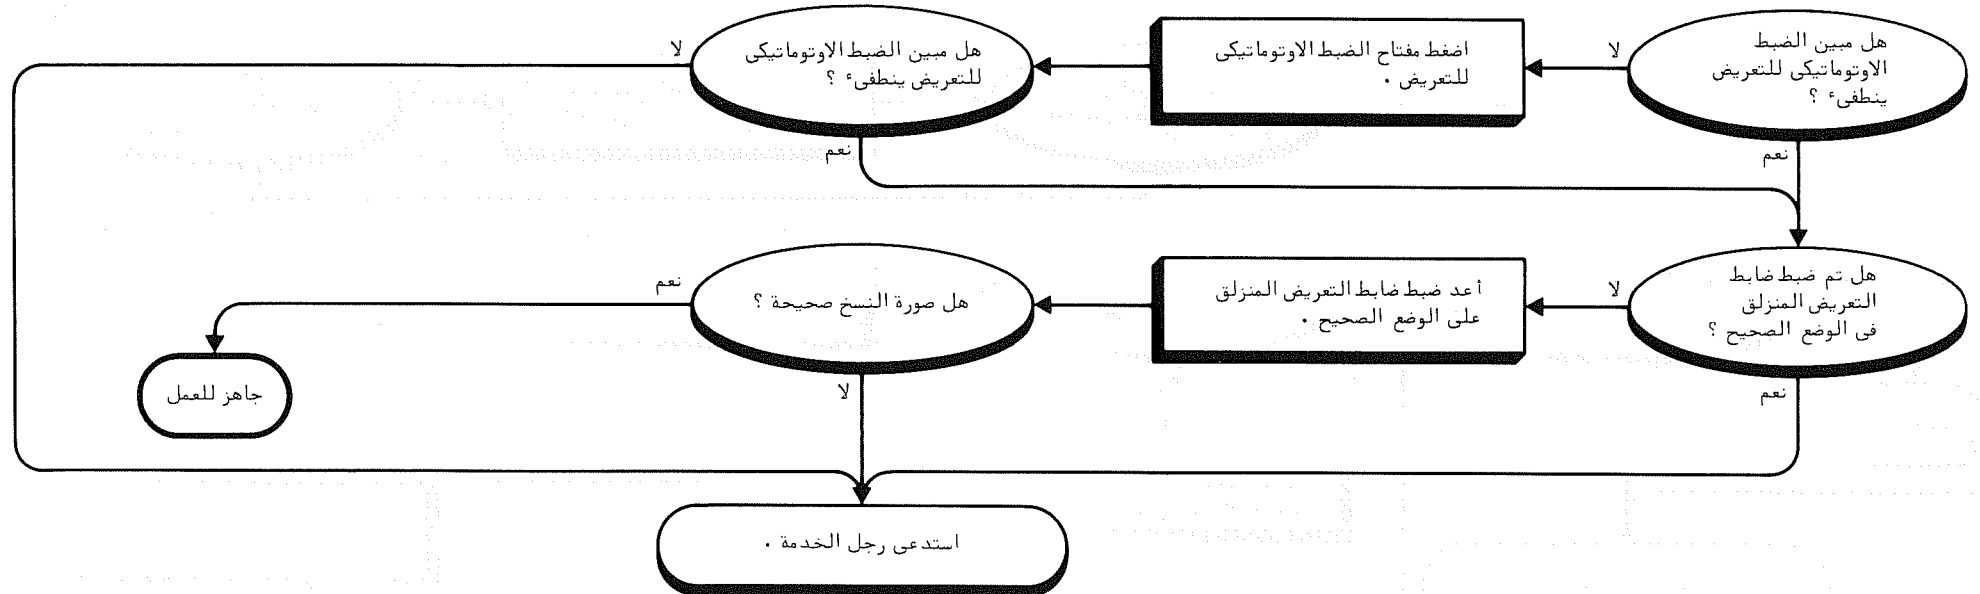 هل مبين الضبط
الاوتوماتيكى للتعريض
ينطفىء ؟
لا
نعم
اضغط مفتاح الضبط الاوتوماتيكى
للتعريض .
هل مبين الضبط الاوتوماتيكى
للتعريض ينطفىء ؟
لا
نعم
هل تم ضبط ضابط
التعريض المنزلق
فى الوضع الصحيح ؟
لا
نعم
أعد ضبط ضابط التعريض المنزلق
على الوضع الصحيح .
هل صورة النسخ صحيحة ؟
نعم
لا
جاهز للعمل
استدعى رجل الخدمة .